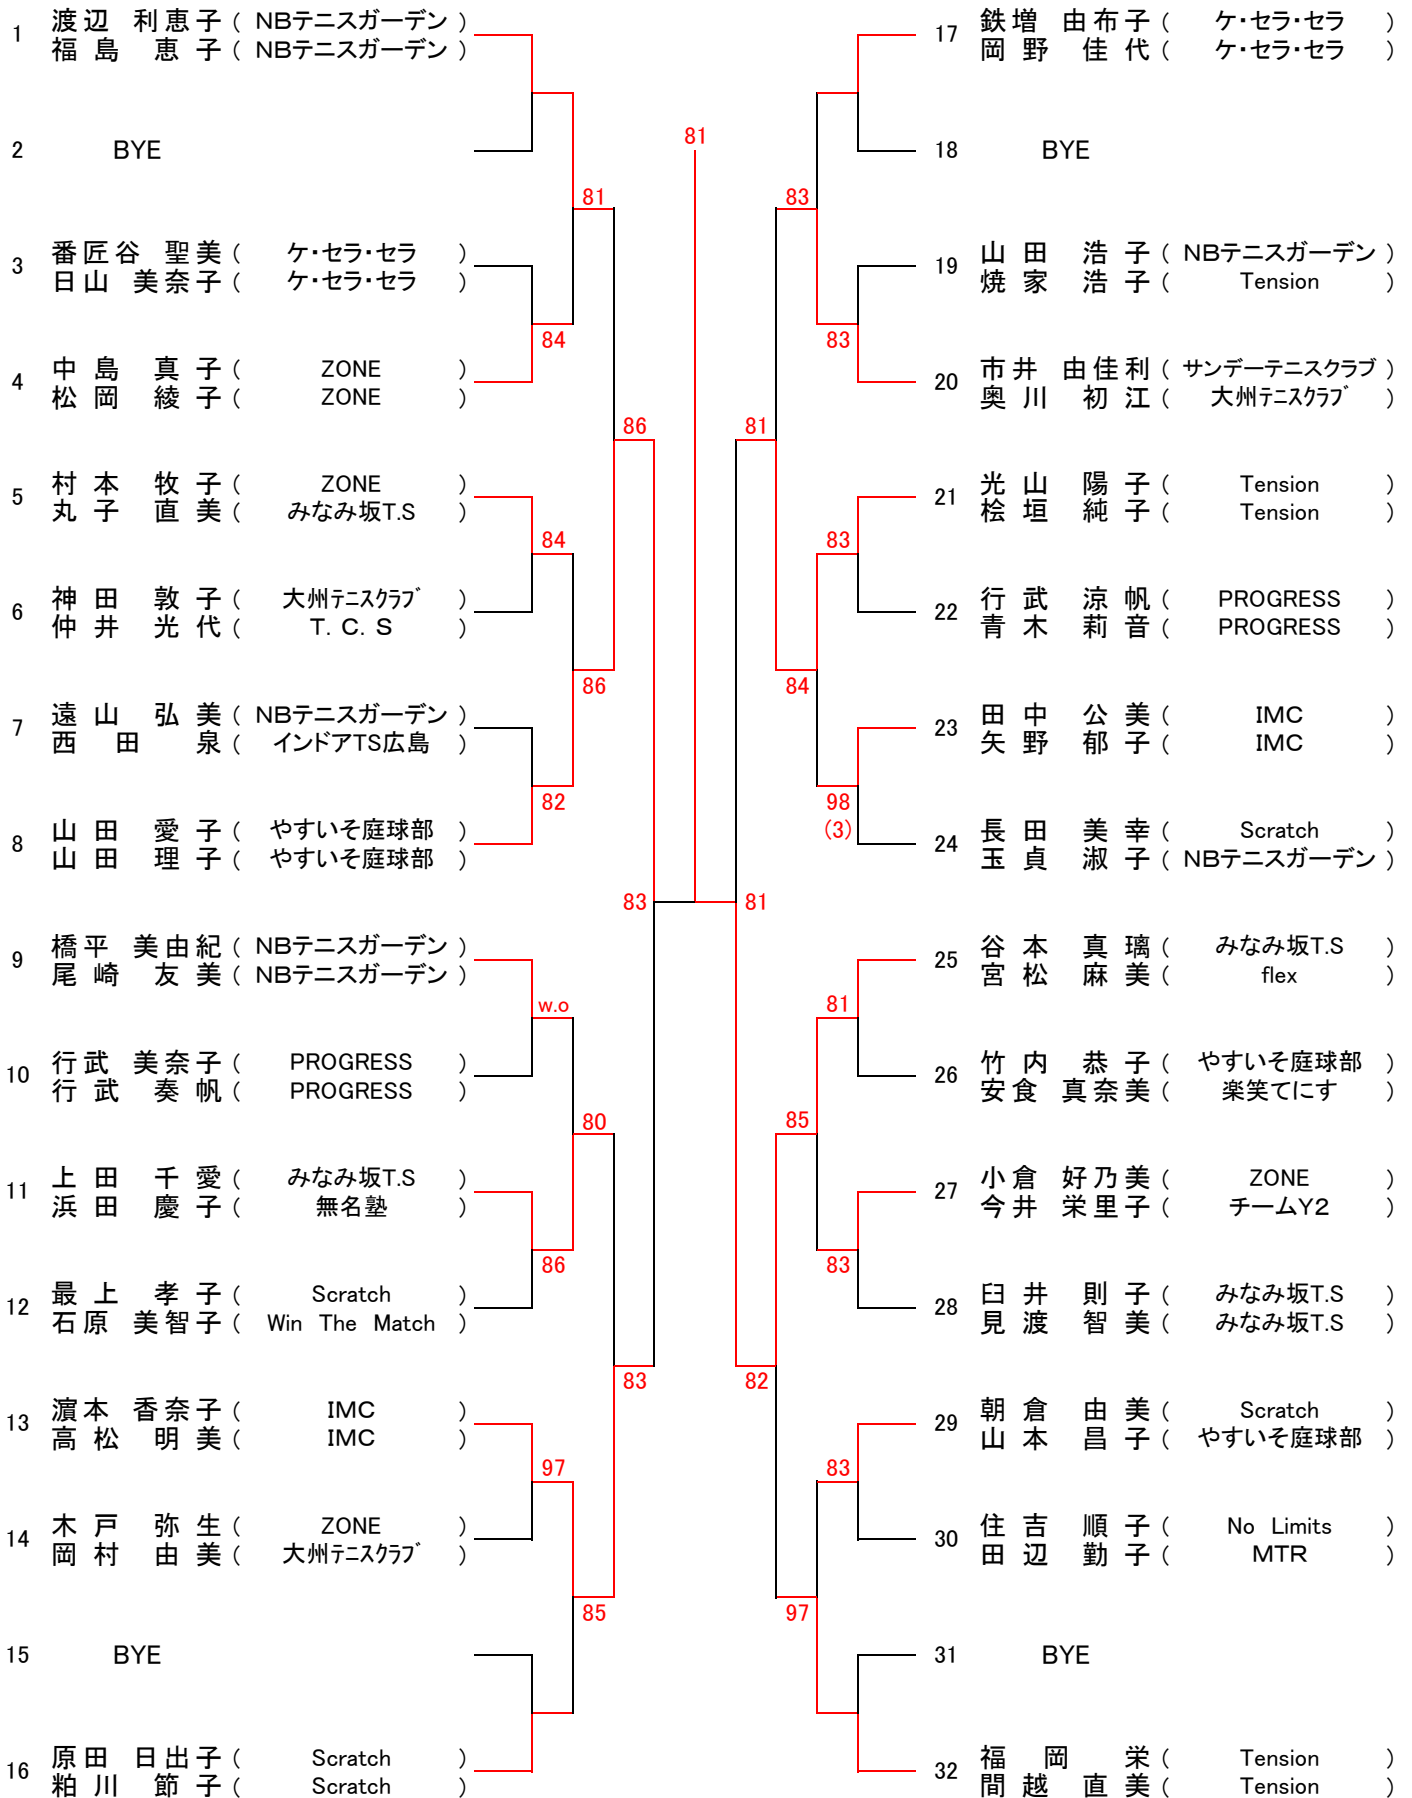 1 渡辺 利恵子 ( NBテニスガーデン )
福島 恵子 ( NBテニスガーデン )
2 BYE
81
3 番匠谷 聖美 ( ケ・セラ・セラ )
日山 美奈子 ( ケ・セラ・セラ )
84
4 中島 真子 ( ZONE )
松岡 綾子 ( ZONE )
86
5 村本 牧子 ( ZONE )
丸子 直美 ( みなみ坂T.S )
84
6 神田 敦子 ( 大州テニスクラブ )
仲井 光代 ( T. C. S )
86
7 遠山 弘美 ( NBテニスガーデン )
西田 泉 ( インドアTS広島 )
82
8 山田 愛子 ( やすいそ庭球部 )
山田 理子 ( やすいそ庭球部 )
83
9 橋平 美由紀 ( NBテニスガーデン )
尾崎 友美 ( NBテニスガーデン )
w.o
10 行武 美奈子 ( PROGRESS )
行武 奏帆 ( PROGRESS )
80
11 上田 千愛 ( みなみ坂T.S )
浜田 慶子 ( 無名塾 )
86
12 最上 孝子 ( Scratch )
石原 美智子 ( Win The Match )
83
13 濵本 香奈子 ( IMC )
高松 明美 ( IMC )
97
14 木戸 弥生 ( ZONE )
岡村 由美 ( 大州テニスクラブ )
85
15 BYE
16 原田 日出子 ( Scratch )
粕川 節子 ( Scratch )
81
17 鉄増 由布子 ( ケ・セラ・セラ )
岡野 佳代 ( ケ・セラ・セラ )
18 BYE
83
19 山田 浩子 ( NBテニスガーデン )
焼家 浩子 ( Tension )
83
20 市井 由佳利 ( サンデーテニスクラブ )
奥川 初江 ( 大州テニスクラブ )
81
21 光山 陽子 ( Tension )
桧垣 純子 ( Tension )
83
22 行武 涼帆 ( PROGRESS )
青木 莉音 ( PROGRESS )
84
23 田中 公美 ( IMC )
矢野 郁子 ( IMC )
98
(3)
24 長田 美幸 ( Scratch )
玉貞 淑子 ( NBテニスガーデン )
81
25 谷本 真璃 ( みなみ坂T.S )
宮松 麻美 ( flex )
81
26 竹内 恭子 ( やすいそ庭球部 )
安食 真奈美 ( 楽笑てにす )
85
27 小倉 好乃美 ( ZONE )
今井 栄里子 ( チームY2 )
83
28 臼井 則子 ( みなみ坂T.S )
見渡 智美 ( みなみ坂T.S )
82
29 朝倉 由美 ( Scratch )
山本 昌子 ( やすいそ庭球部 )
83
30 住吉 順子 ( No Limits )
田辺 勤子 ( MTR )
97
31 BYE
32 福岡 栄 ( Tension )
間越 直美 ( Tension )